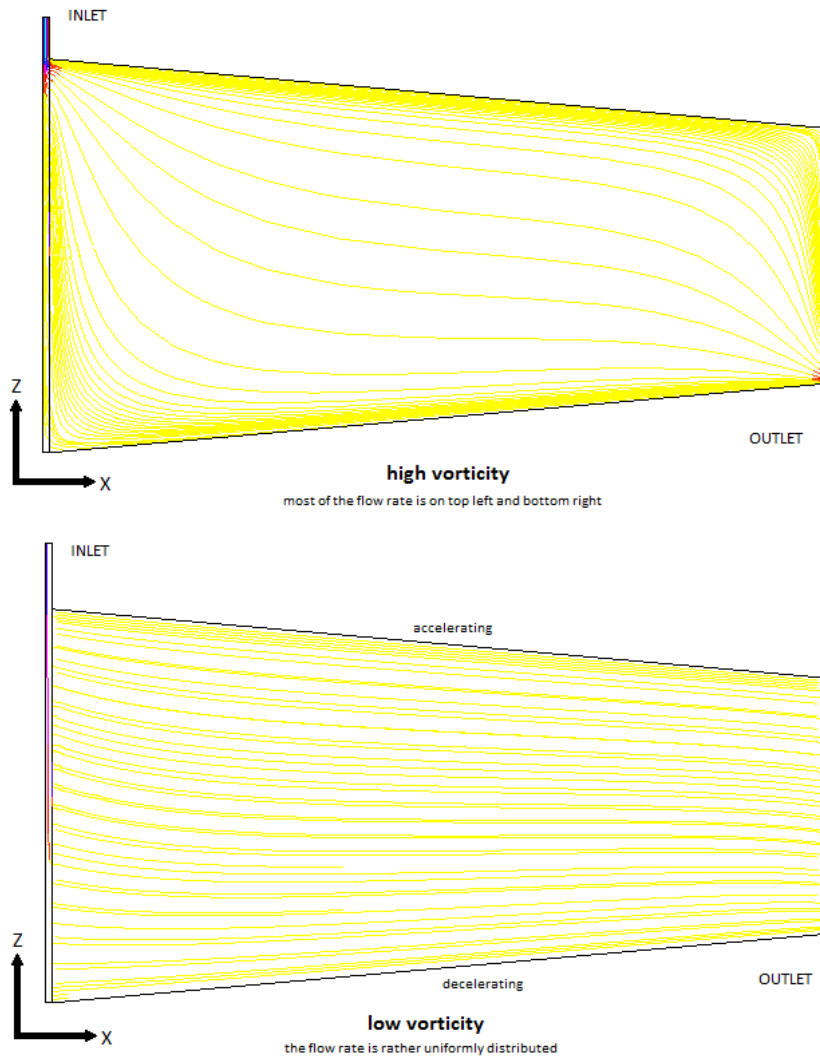 INLET
Z
OUTLET
X
high vorticity
most of the flow rate is on top left and bottom right
INLET
accelerating
Z
decelerating
OUTLET
X
low vorticity
the flow rate is rather uniformly distributed